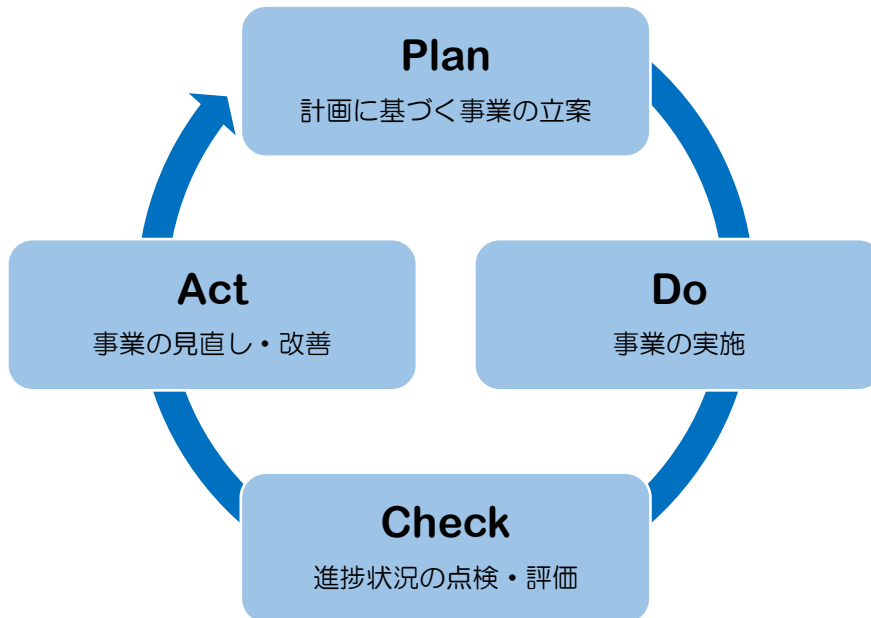 Plan
計画に基づく事業の立案
Do
事業の実施
Check
進捗状況の点検・評価
Act
事業の見直し・改善